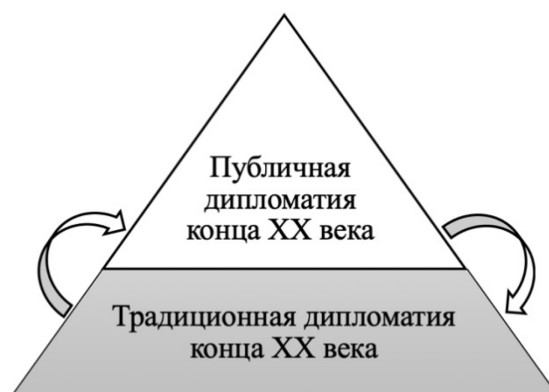 Публичная
дипломатия
конца XX века
Традиционная дипломатия
конца XX века